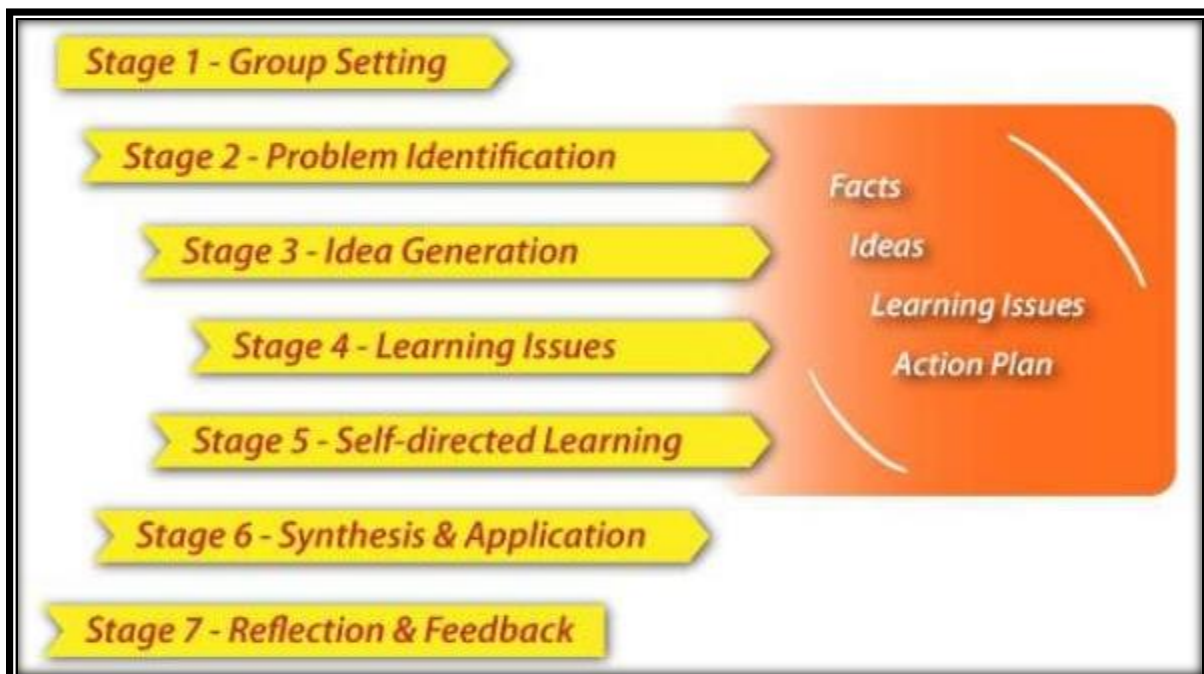 Stage 1 - Group Setting
Stage 2 - Problem Identification
Stage 3 - Idea Generation
Stage 4 - Learning Issues
Stage 5 - Self-directed Learning
Stage 6 - Synthesis & Application
Stage 7 - Reflection & Feedback
Facts
Ideas
Learning Issues
Action Plan